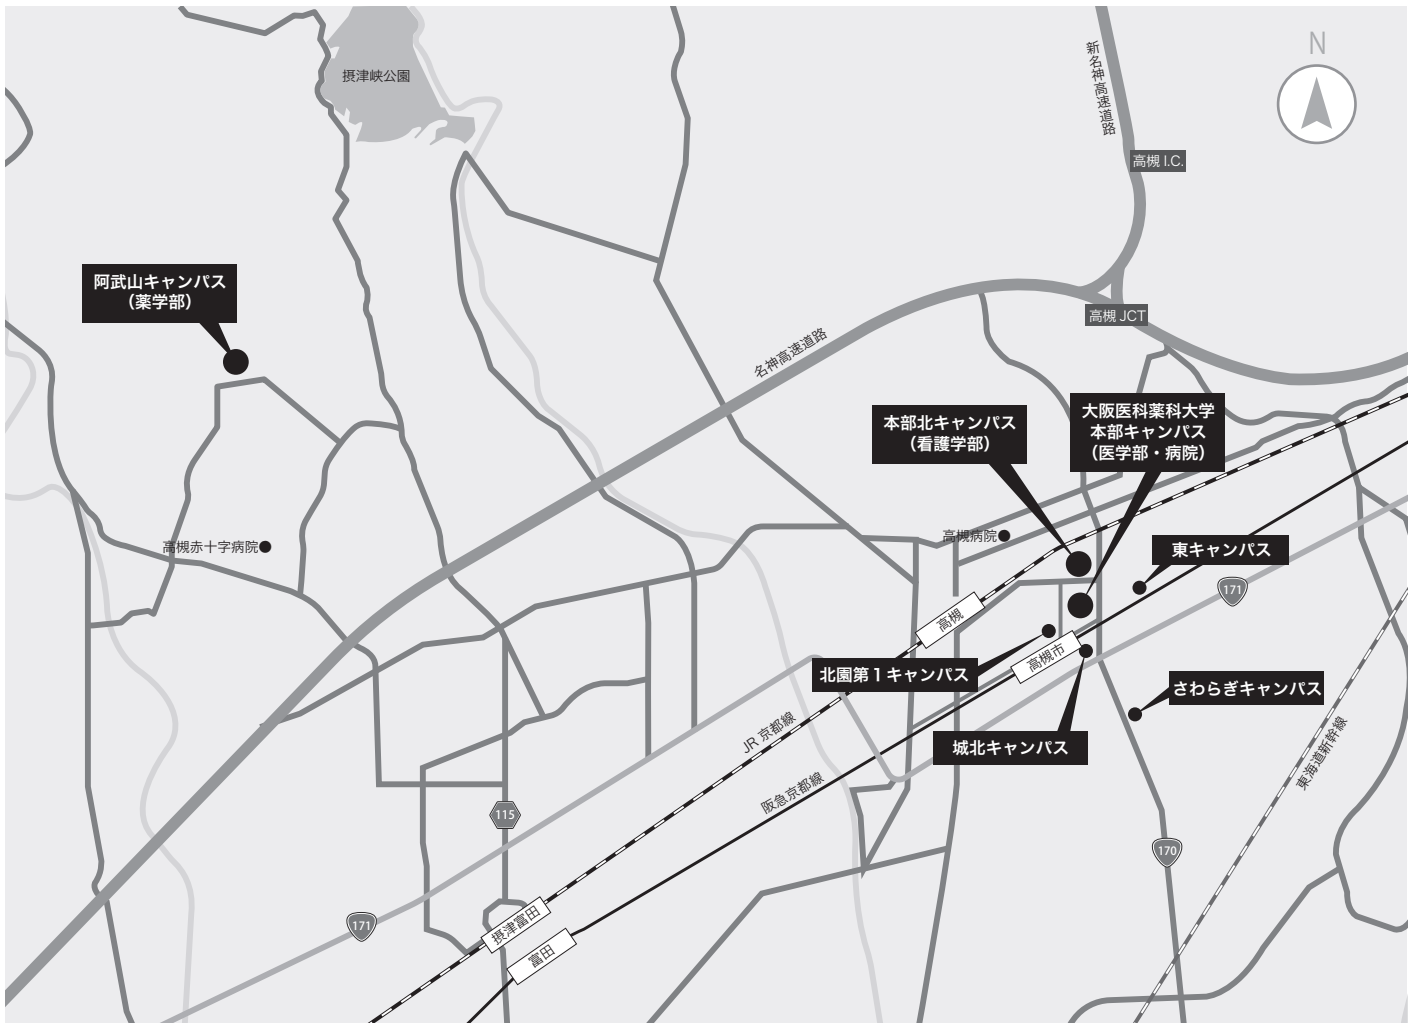 摂津峡公園
新名神高速道路
N
高槻 I.C.
阿武山キャンパス
（薬学部）
高槻 JCT
名神高速道路
本部北キャンパス
（看護学部）
大阪医科薬科大学
本部キャンパス
（医学部・病院）
高槻赤十字病院
高槻病院
東キャンパス
171
高槻
高槻市
北園第１キャンパス
さわらぎキャンパス
城北キャンパス
JR 京都線
阪急京都線
東海道新幹線
115
170
171
摂津富田
富田